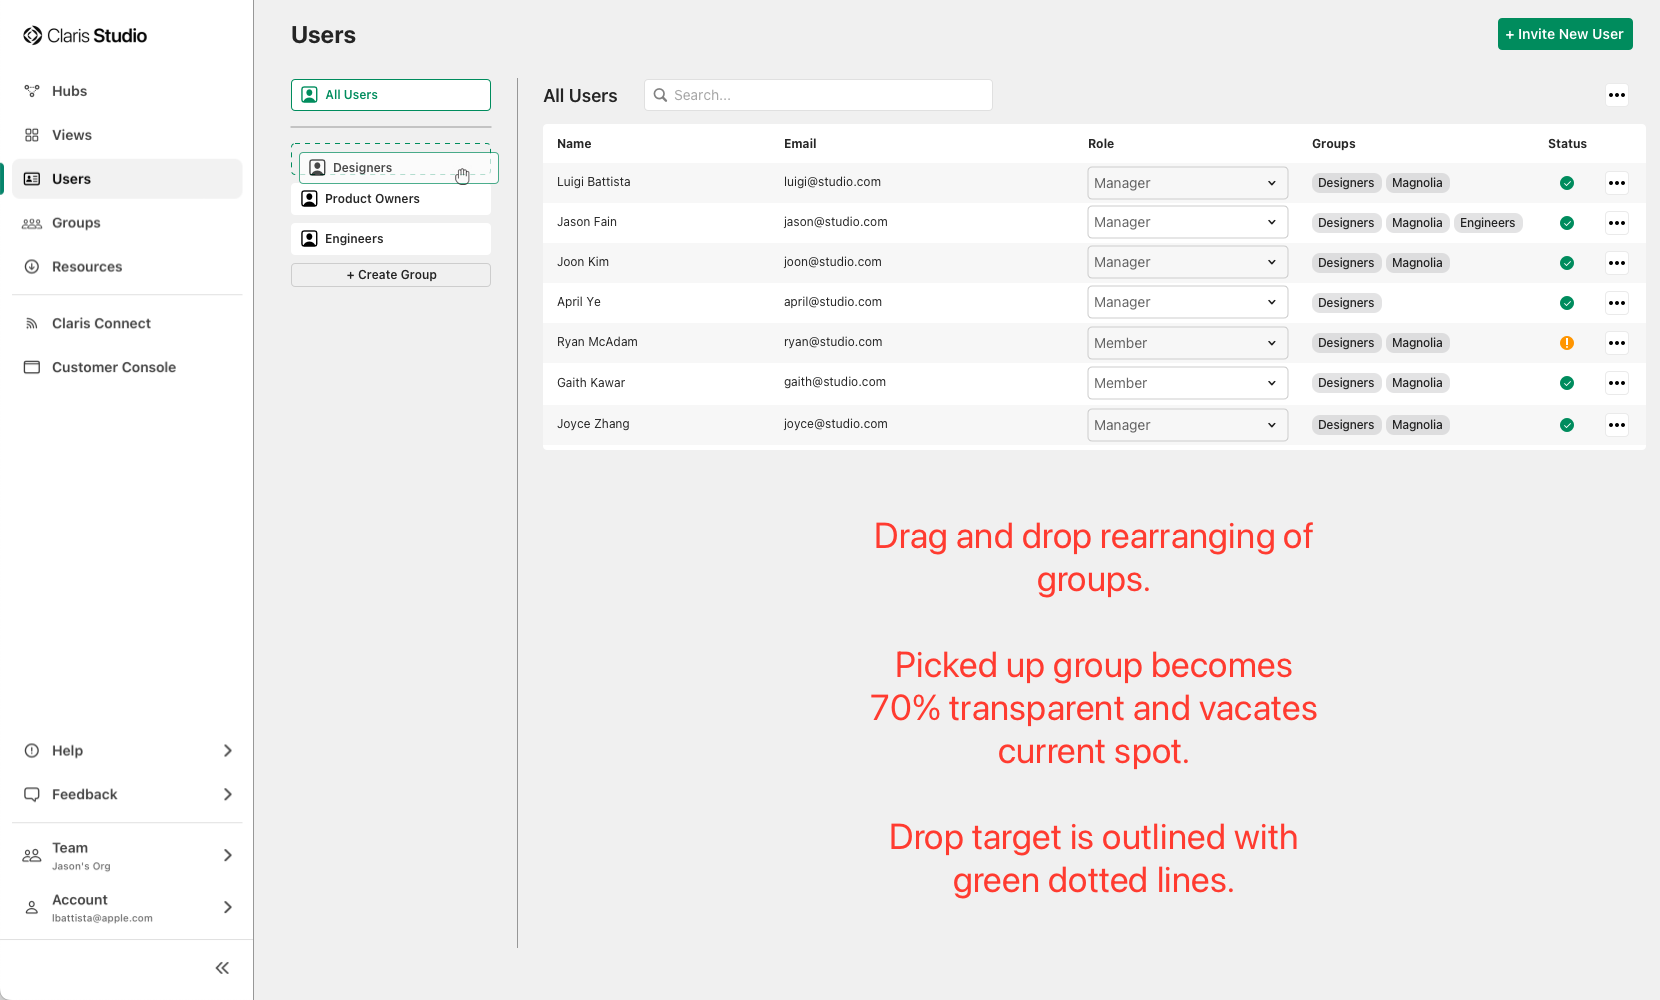 Claris Studio
Hubs
Views
Users
Groups
Resources
Claris Connect
Customer Console
Help
Feedback
Team
Jason's Org
Account
lbattista@apple.com
Users
+ Invite New User
All Users
Designers
Product Owners
Engineers
+ Create Group
All Users
Search...
Name Email Role Groups Status
Luigi Battista luigi@studio.com Manager Designers Magnolia
Jason Fain jason@studio.com Manager Designers Magnolia Engineers
Joon Kim joon@studio.com Manager Designers Magnolia
April Ye april@studio.com Manager Designers
Ryan McAdam ryan@studio.com Member Designers Magnolia
Gaith Kawar gaith@studio.com Member Designers Magnolia
Joyce Zhang joyce@studio.com Manager Designers Magnolia
Drag and drop rearranging of
groups.
Picked up group becomes
70% transparent and vacates
current spot.
Drop target is outlined with
green dotted lines.